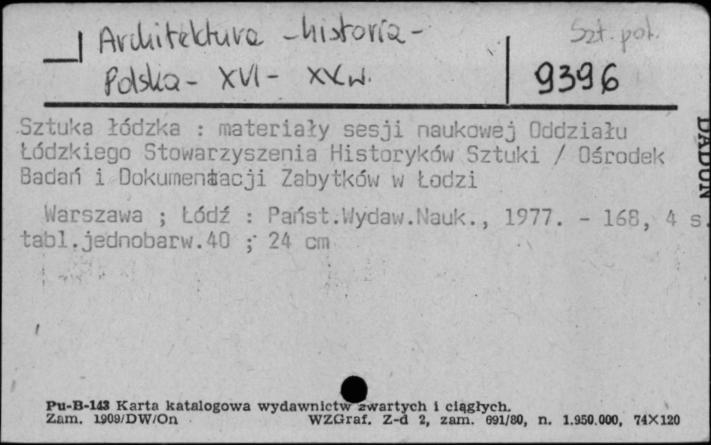 Architektura - historia -
Szt. pol.
Polska - XVI - XX w.
9396
Sztuka łódzka : materiały sesji naukowej Oddziału
Łódzkiego Stowarzyszenia Historyków Sztuki / Ośrodek
Badań i Dokumentacji Zabytków w Łodzi
Warszawa ; Łódź : Państ.Wydaw.Nauk., 1977. - 168, 4 s.
tabl.jednobarw.40 ; 24 cm
Pu-B-143 Karta katalogowa wydawnictw zwartych i ciągłych.
Zam. 1909/DW/On WZGraf. Z-d 2, zam. 691/80, n. 1.950.000, 74X120